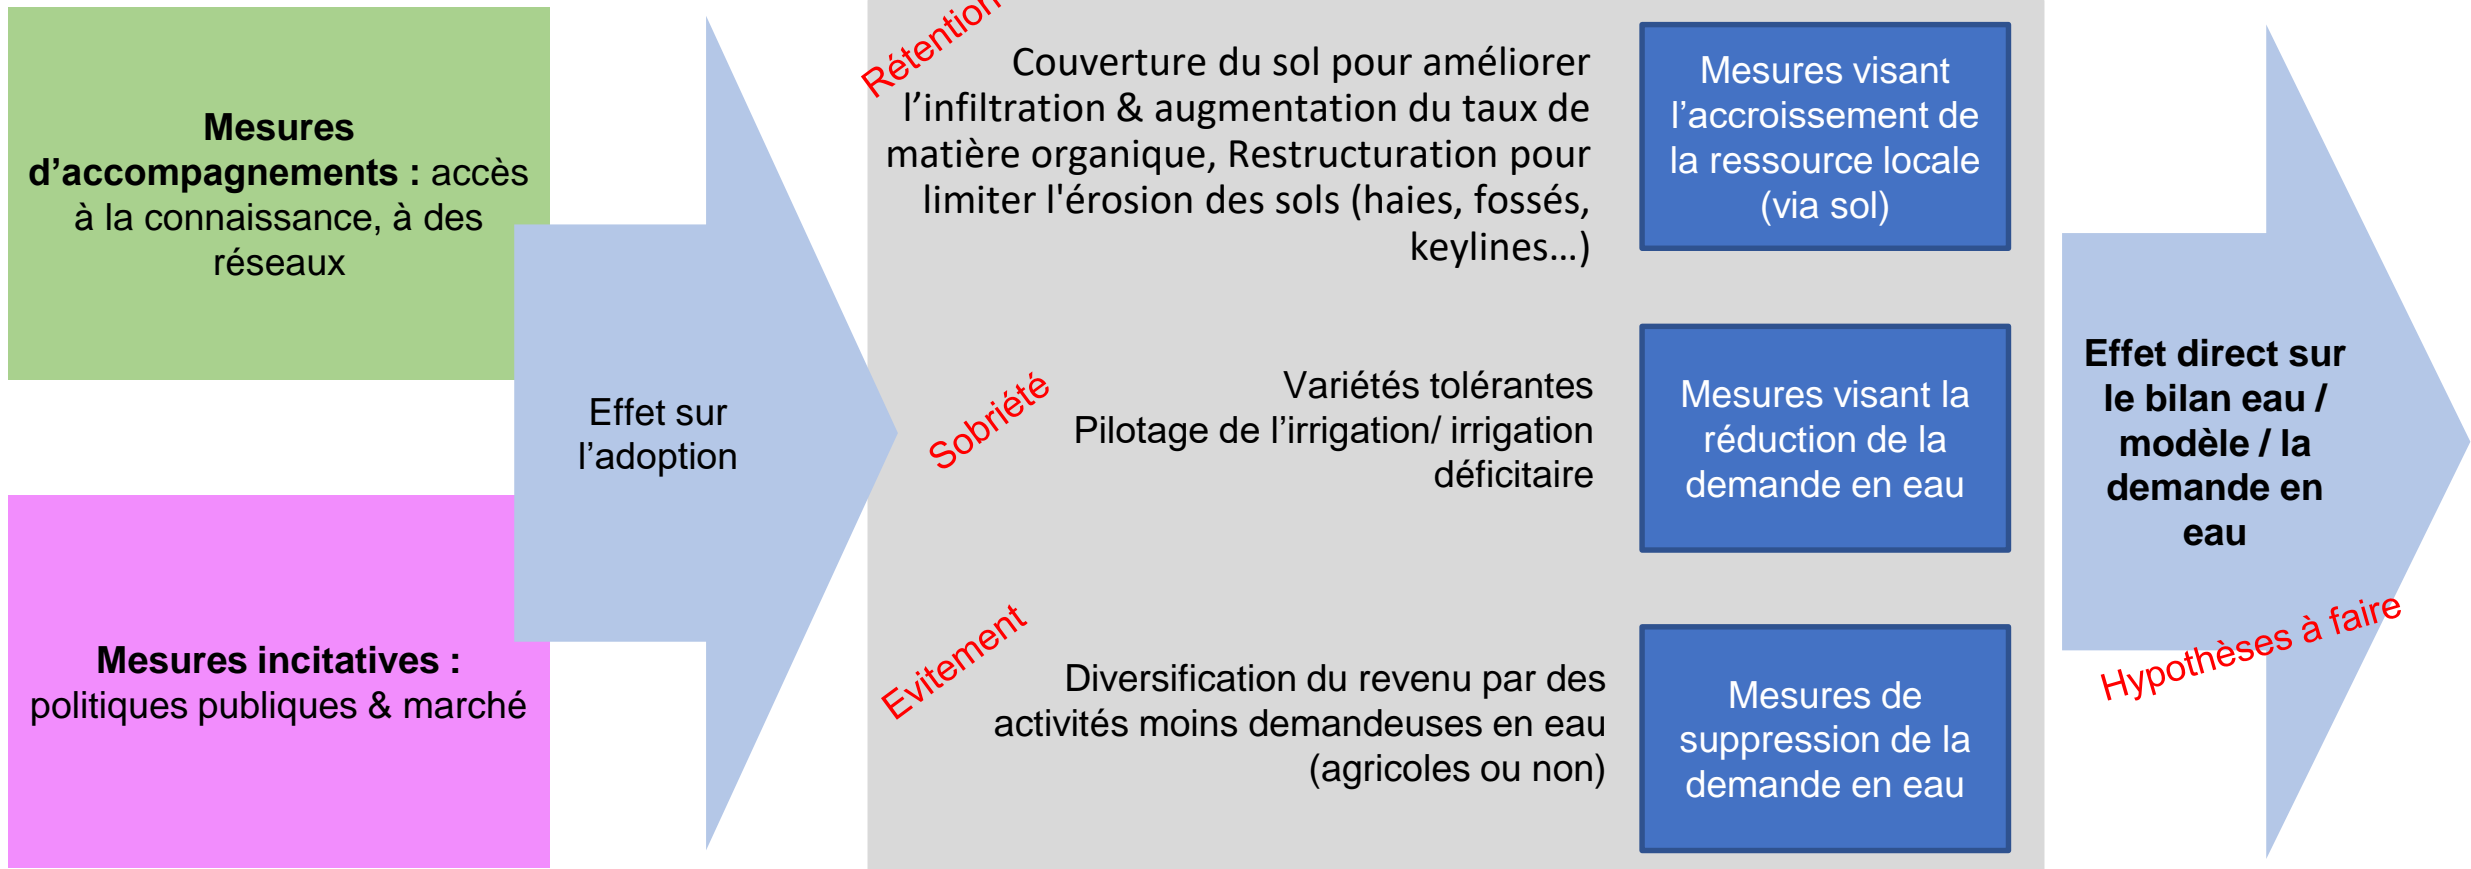 Mesures
d’accompagnements : accès
à la connaissance, à des
réseaux
Mesures incitatives :
politiques publiques & marché
Effet sur
l’adoption
Rétention
Couverture du sol pour améliorer
l’infiltration & augmentation du taux de
matière organique, Restructuration pour
limiter l'érosion des sols (haies, fossés,
keylines…)
Mesures visant
l’accroissement de
la ressource locale
(via sol)
Sobriété
Variétés tolérantes
Pilotage de l’irrigation/ irrigation
déficitaire
Mesures visant la
réduction de la
demande en eau
Evitement
Diversification du revenu par des
activités moins demandeuses en eau
(agricoles ou non)
Mesures de
suppression de la
demande en eau
Effet direct sur
le bilan eau /
modèle / la
demande en
eau
Hypothèses à faire